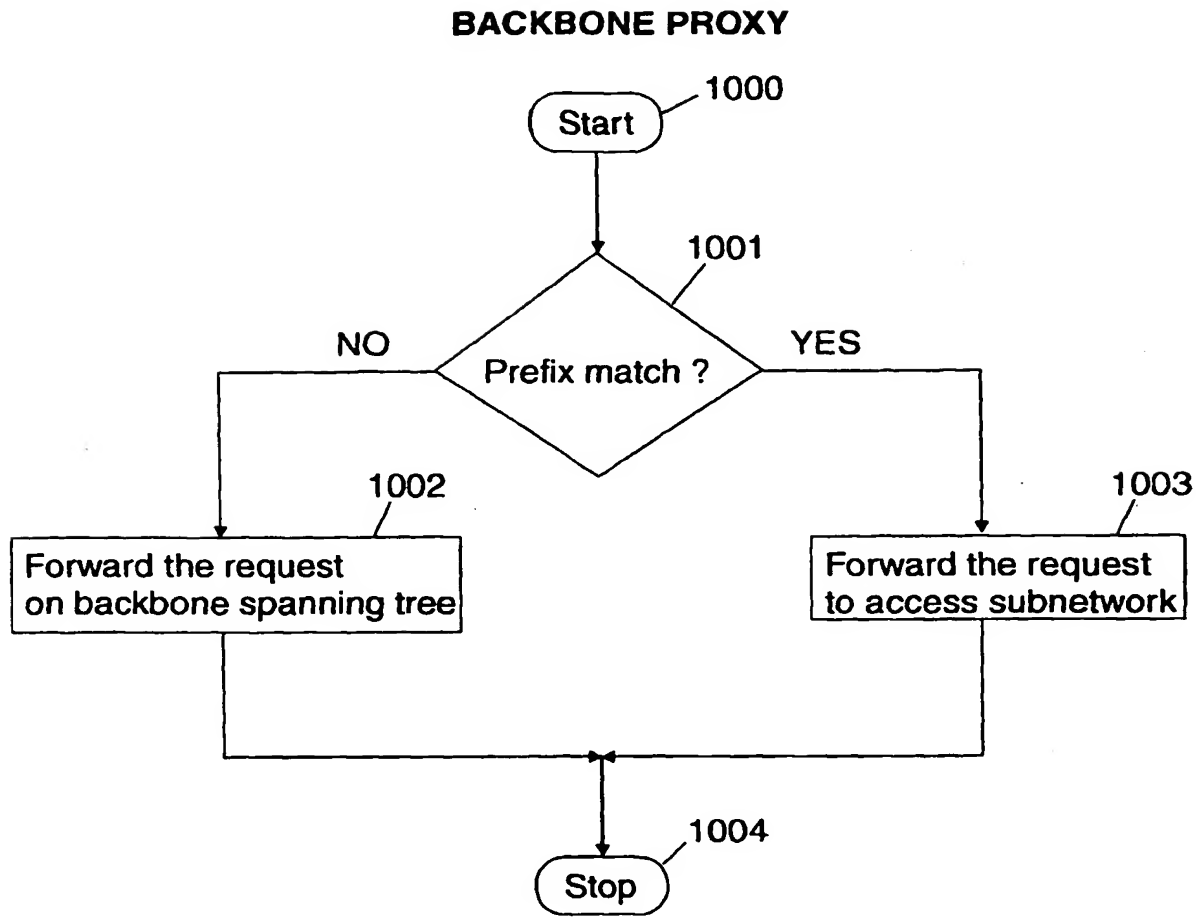 BACKBONE PROXY
1000
Start
1001
NO
YES
Prefix match ?
1002
1003
Forward the request
on backbone spanning tree
Forward the request
to access subnetwork
1004
Stop